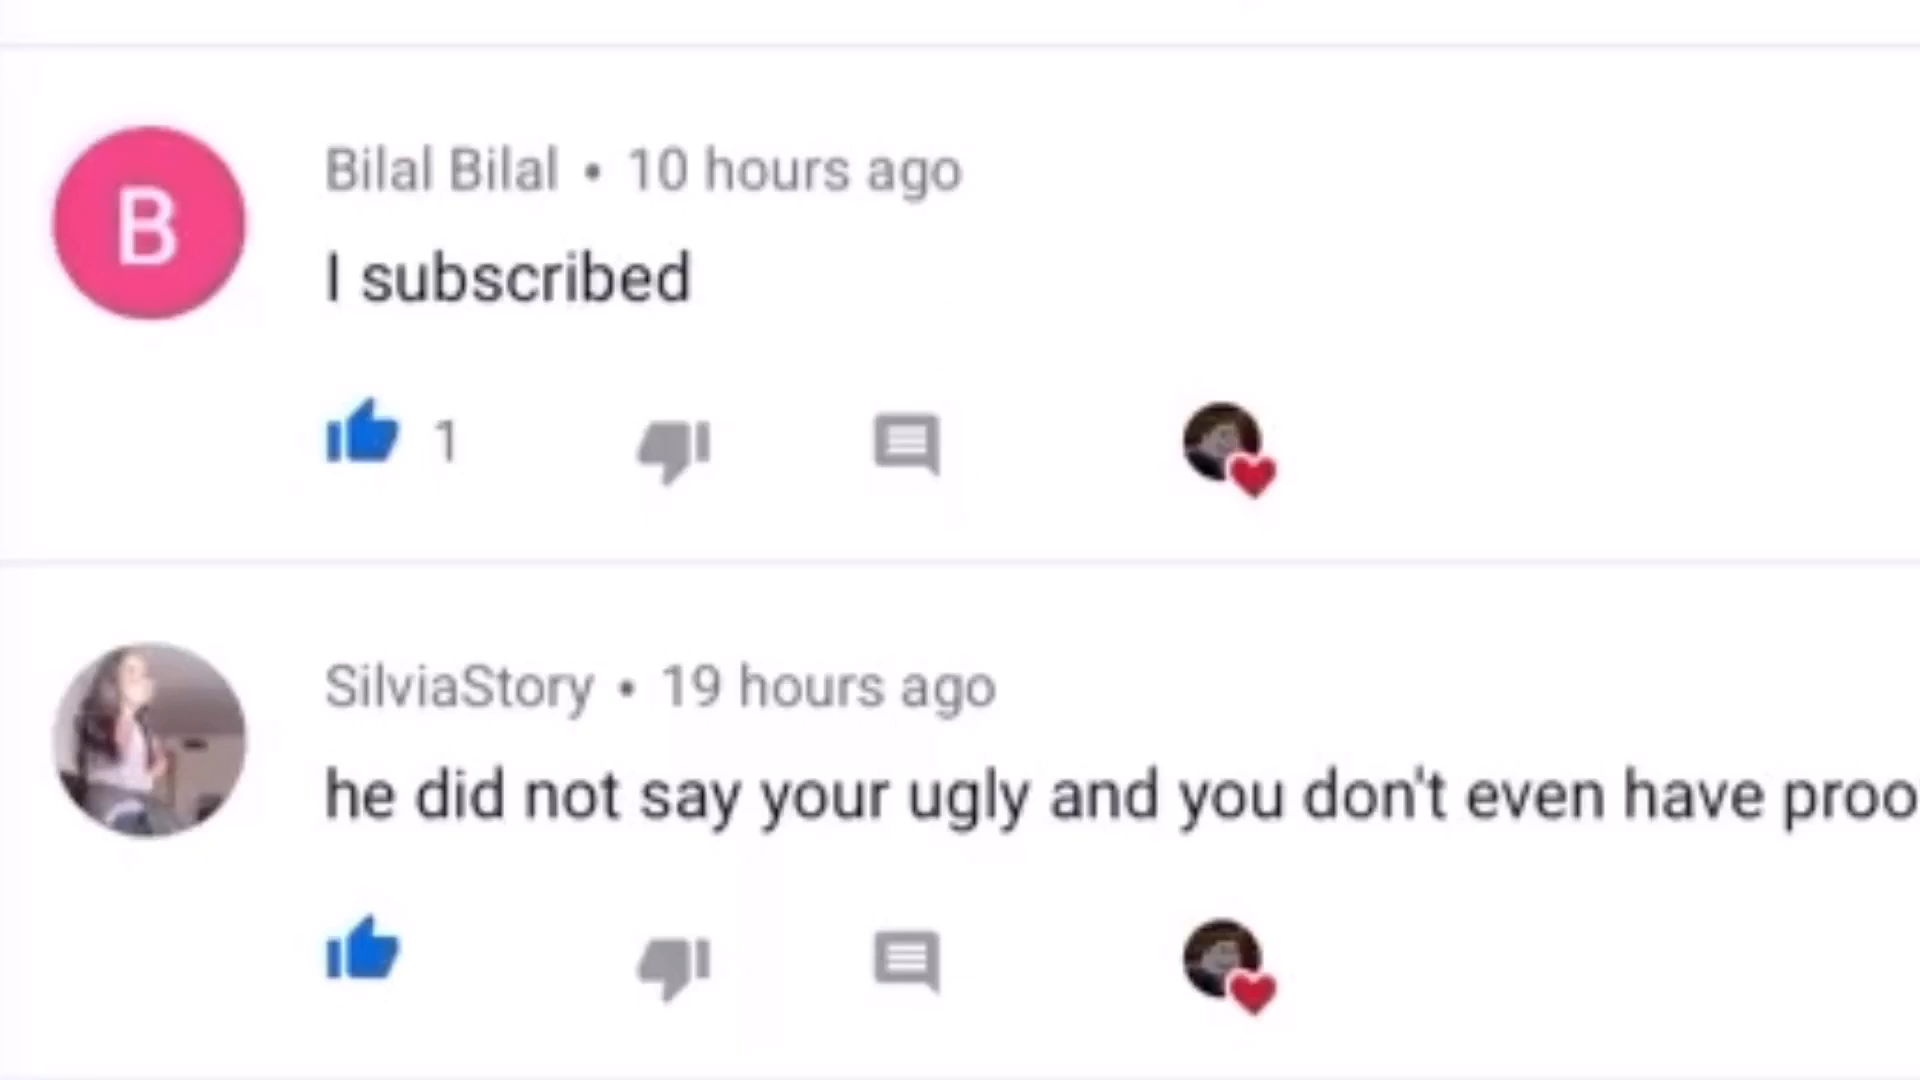 B
Bilal Bilal • 10 hours ago
I subscribed
1
SilviaStory • 19 hours ago
he did not say your ugly and you don't even have proo